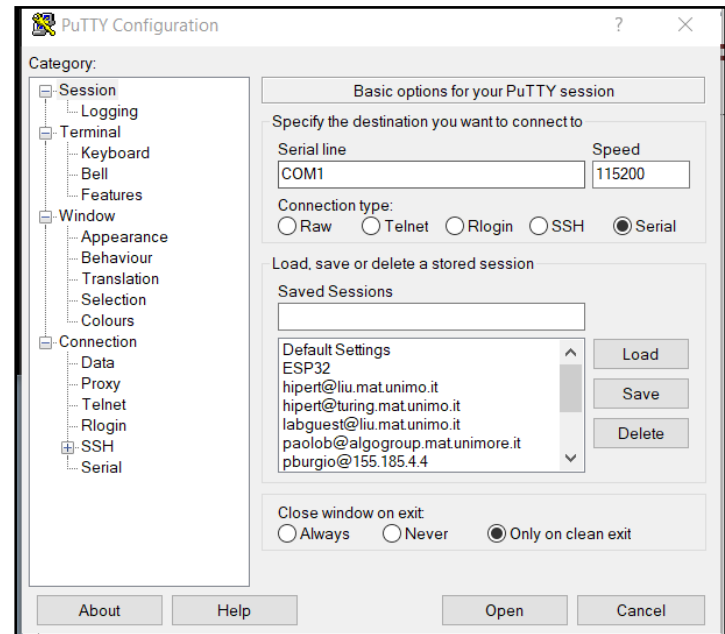 PuTTY Configuration
?
Category:
Session
Logging
Terminal
Keyboard
Bell
Features
Window
Appearance
Behaviour
Translation
Selection
Colours
Connection
Data
Proxy
Telnet
Rlogin
SSH
Serial
Basic options for your PuTTY session
Specify the destination you want to connect to
Serial line Speed
COM1 115200
Connection type:
Raw Telnet Rlogin SSH Serial
Load, save or delete a stored session
Saved Sessions
Default Settings
ESP32
hipert@liu.mat.unimo.it
hipert@turing.mat.unimo.it
labguest@liu.mat.unimo.it
paolob@algogroup.mat.unimore.it
pburgio@155.185.4.4
Load
Save
Delete
Close window on exit:
Always Never Only on clean exit
About Help Open Cancel